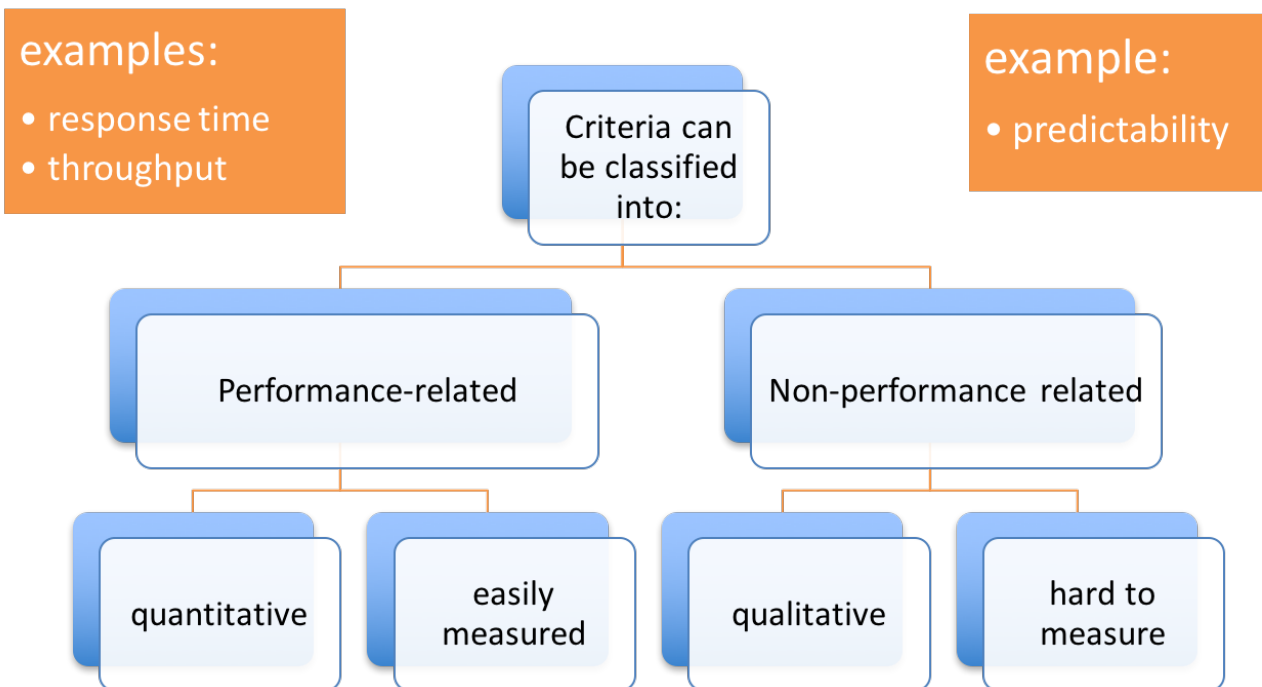 examples:
• response time
• throughput
example:
• predictability
Criteria can
be classified
into:
Performance-related
Non-performance related
quantitative
easily
measured
qualitative
hard to
measure